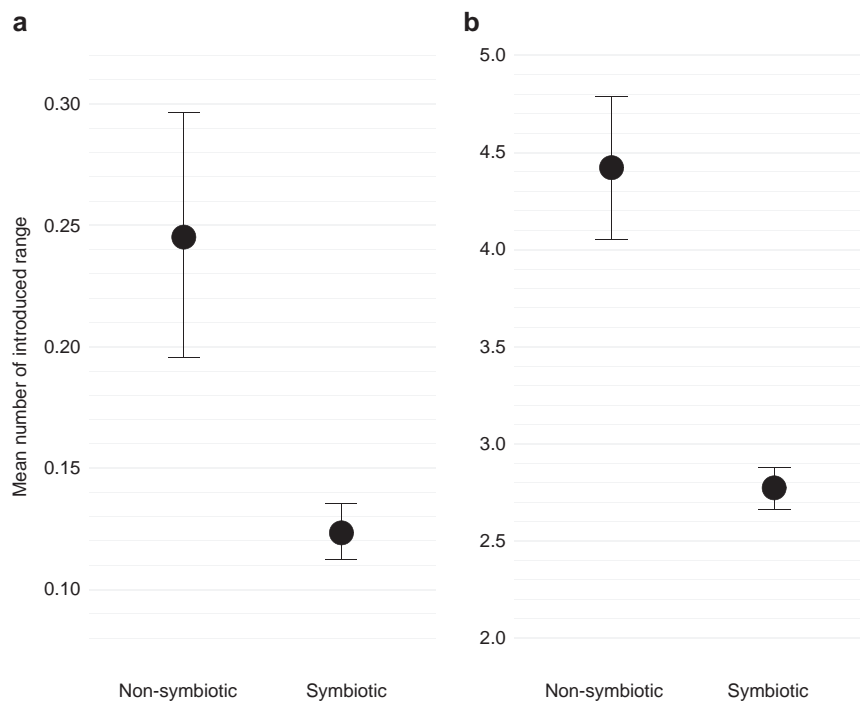 a
Mean number of introduced range
0.30
0.25
0.20
0.15
0.10
Non-symbiotic
Symbiotic
b
5.0
4.5
4.0
3.5
3.0
2.5
2.0
Non-symbiotic
Symbiotic